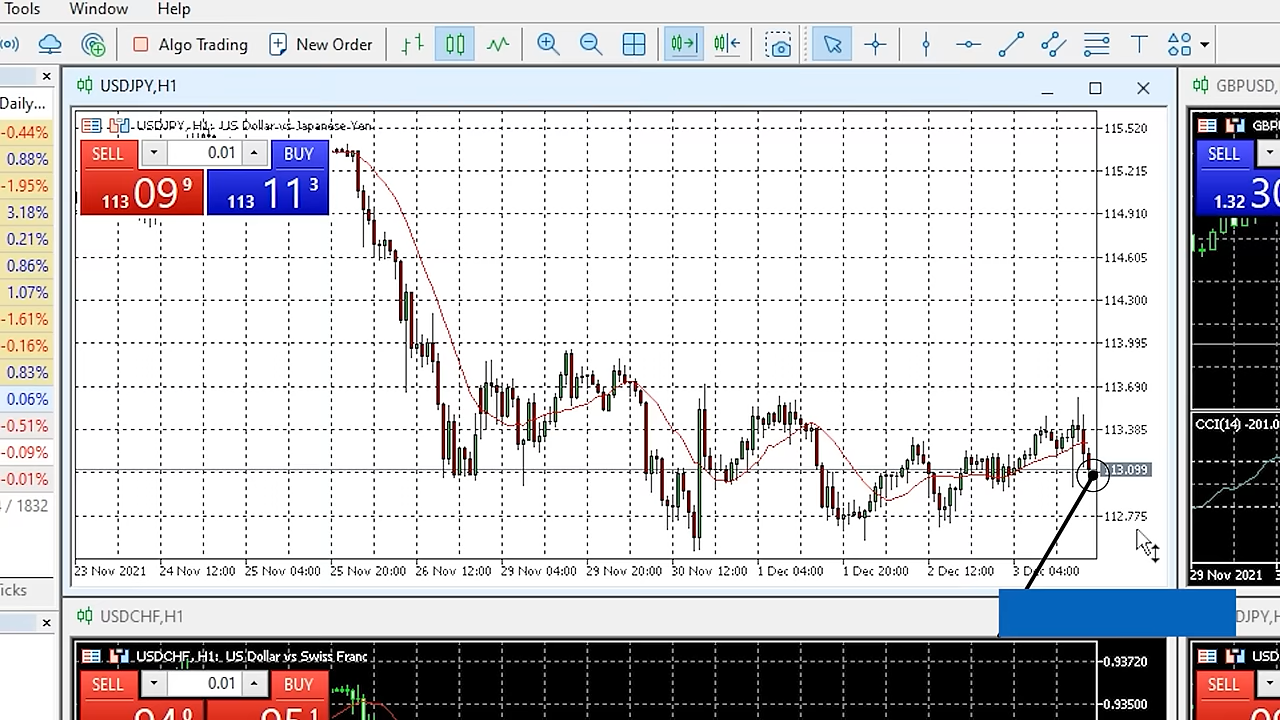 Tools Window Help
Algo Trading New Order
USDJPY,H1
GBPUSD,
Daily...
-0.44%
0.88%
-1.95%
3.18%
0.21%
0.86%
1.07%
-1.61%
-0.16%
0.83%
0.06%
-0.51%
-0.09%
-0.01%
/ 1832
USDJPY, H1: US Dollar vs Japanese Yen
SELL 0.01 BUY
113 09 9 113 11 3
115.520
115.215
114.910
114.605
114.300
113.995
113.690
113.385
113.099
112.775
23 Nov 2021 24 Nov 12:00 25 Nov 04:00 25 Nov 20:00 26 Nov 12:00 29 Nov 04:00 29 Nov 20:00 30 Nov 12:00 1 Dec 04:00 1 Dec 20:00 2 Dec 12:00 3 Dec 04:00
SELL
1.32 30
CCI(14) -201.0
29 Nov 2021
USDCHF,H1
USDCHF,H1: US Dollar vs Swiss Franc
SELL 0.01 BUY
0.93720
0.93500
USD
SELL